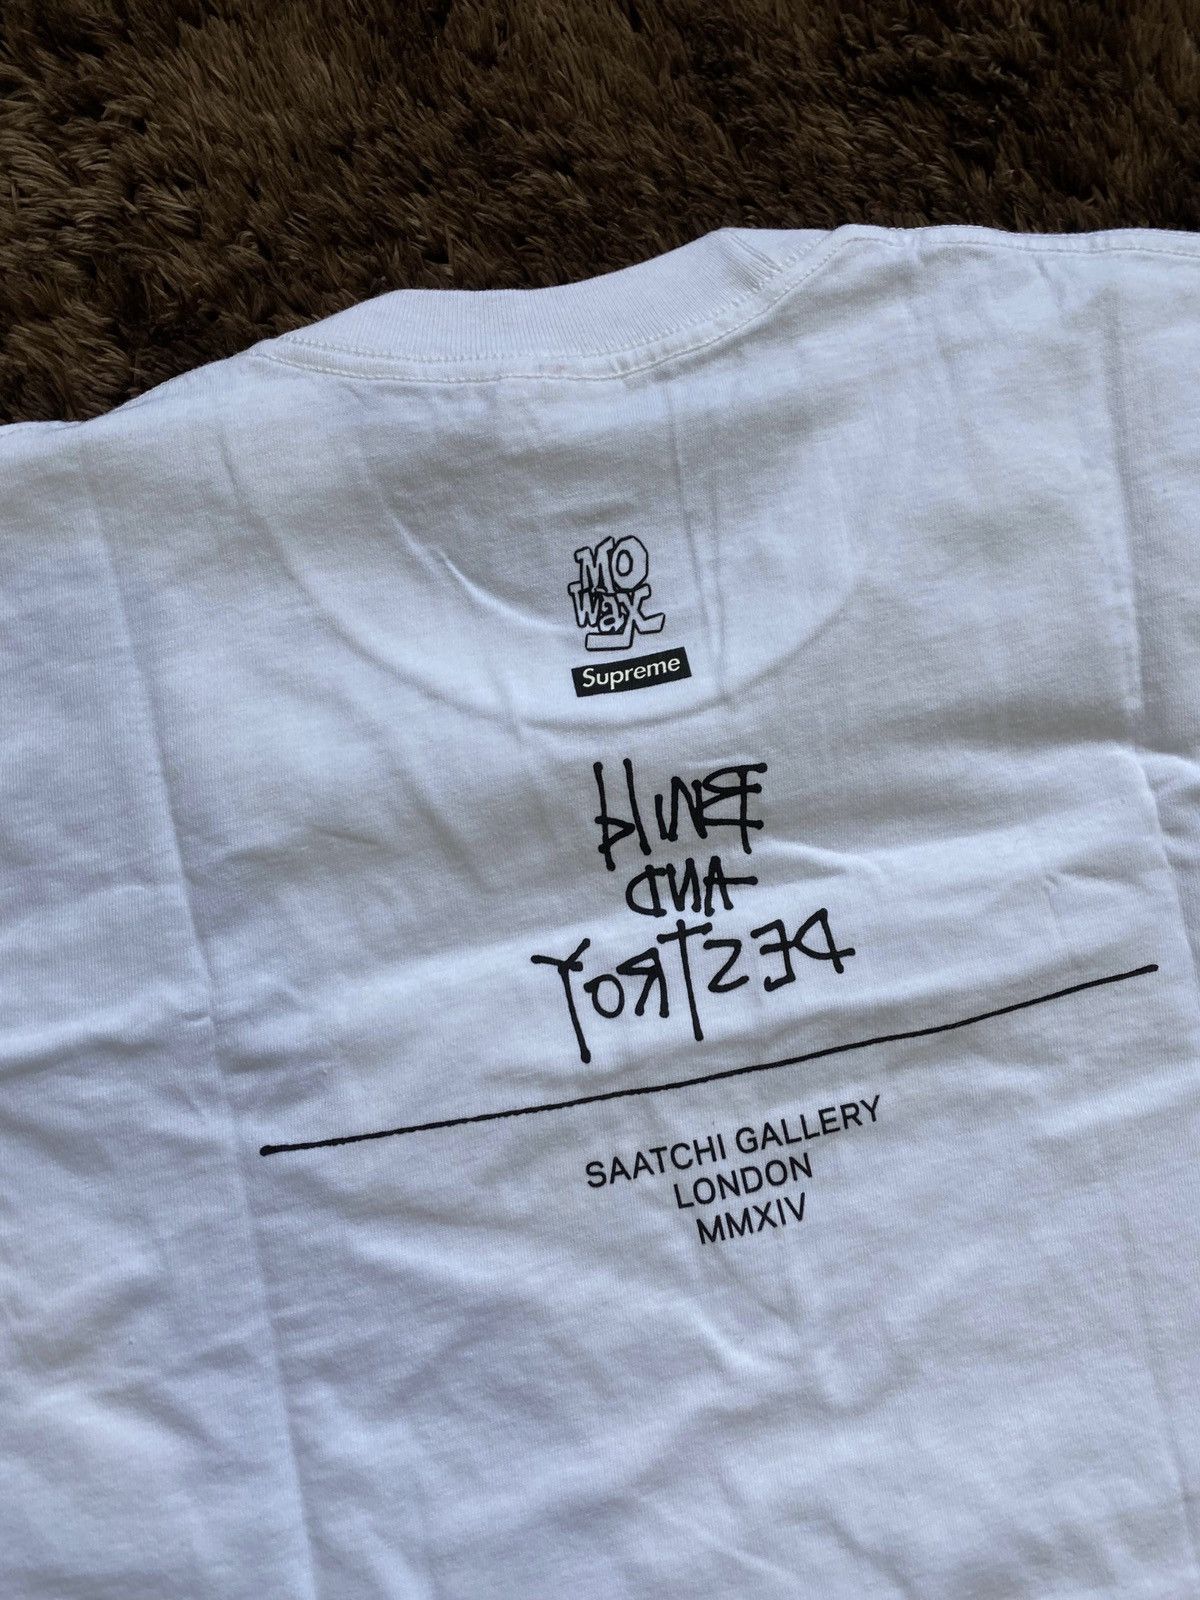 MO
Wax
Supreme
BUILD
AND
DESTROY
SAATCHI GALLERY
LONDON
MMXIV